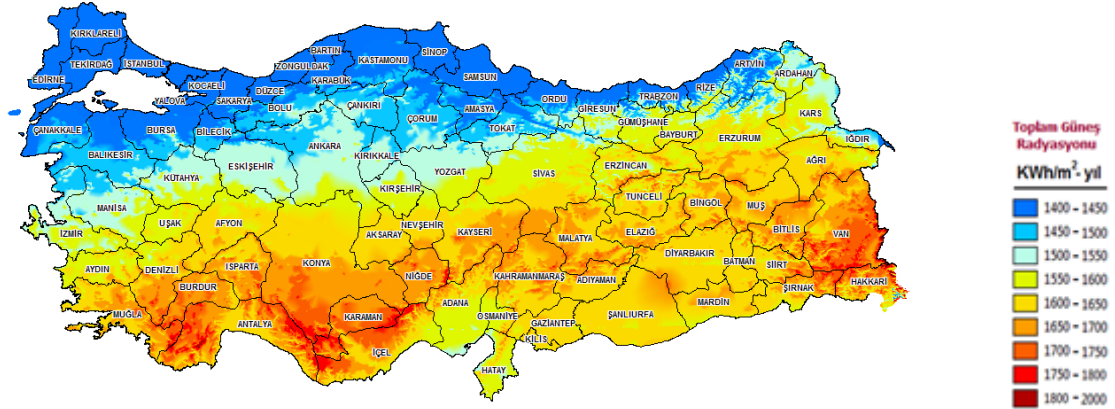 KIRKLARELİ
TEKİRDAĞ
İSTANBUL
EDİRNE
KOCAELİ
YALOVA
SAKARYA
DÜZCE
BOLU
ZONGULDAK
BARTIN
KARABÜK
KASTAMONU
SİNOP
SAMSUN
ÇANKIRI
ÇORUM
AMASYA
TOKAT
ORDU
GİRESUN
TRABZON
RİZE
ARTVİN
ARDAHAN
KARS
GÜMÜŞHANE
BAYBURT
ERZURUM
IĞDIR
AĞRI
ÇANAKKALE
BURSA
BİLECİK
BALIKESİR
KÜTAHYA
ESKİŞEHİR
ANKARA
KIRIKKALE
YOZGAT
KIRŞEHİR
SİVAS
ERZİNCAN
TUNCELİ
BİNGÖL
MUŞ
BİTLİS
VAN
MANİSA
İZMİR
UŞAK
AFYON
AKSARAY
NEVŞEHİR
KAYSERİ
MALATYA
ELAZIĞ
DİYARBAKIR
BATMAN
SİİRT
HAKKARİ
ŞIRNAK
AYDIN
DENİZLİ
ISPARTA
BURDUR
KONYA
NİĞDE
KAHRAMANMARAŞ
ADIYAMAN
MARDİN
ŞANLIURFA
MUĞLA
ANTALYA
KARAMAN
İÇEL
ADANA
OSMANİYE
GAZİANTEP
KİLİS
HATAY
Toplam Güneş
Radyasyonu
KWh/m²- yıl
1400 - 1450
1450 - 1500
1500 - 1550
1550 - 1600
1600 - 1650
1650 - 1700
1700 - 1750
1750 - 1800
1800 - 2000